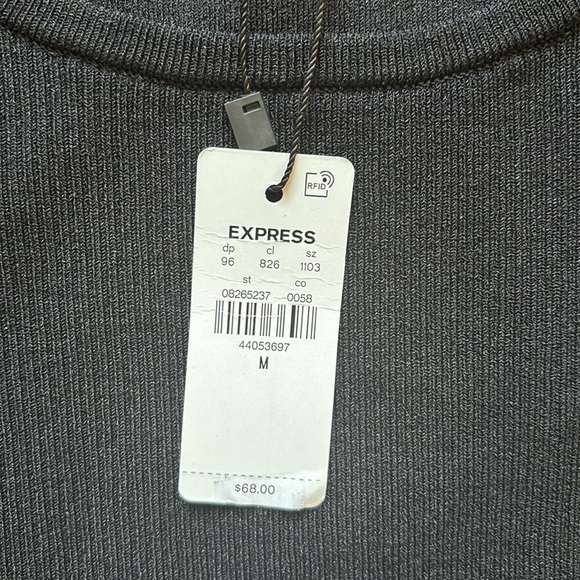 RFID
EXPRESS
dp cl sz
96 826 1103
st co
08265237 0058
44053697
M
$68.00